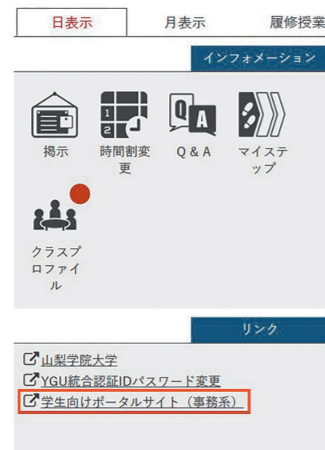 日表示 月表示 履修授業
インフォメーション
1
2
Q A
掲示 時間割変 Q & A マイステ
更 ップ
クラスプ
ロファイ
ル
リンク
山梨学院大学
YGU統合認証IDパスワード変更
学生向けポータルサイト（事務系）